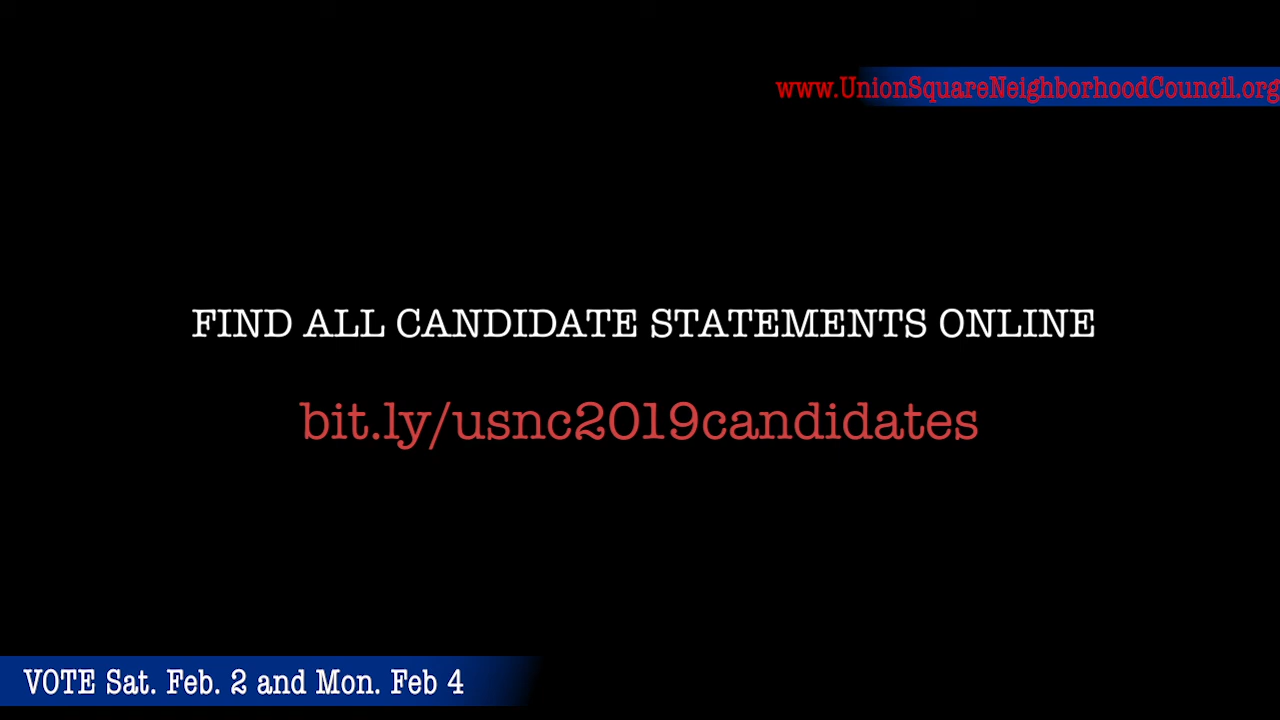 www.UnionSquareNeighborhoodCouncil.org
FIND ALL CANDIDATE STATEMENTS ONLINE
bit.ly/usnc2019candidates
VOTE Sat. Feb. 2 and Mon. Feb 4